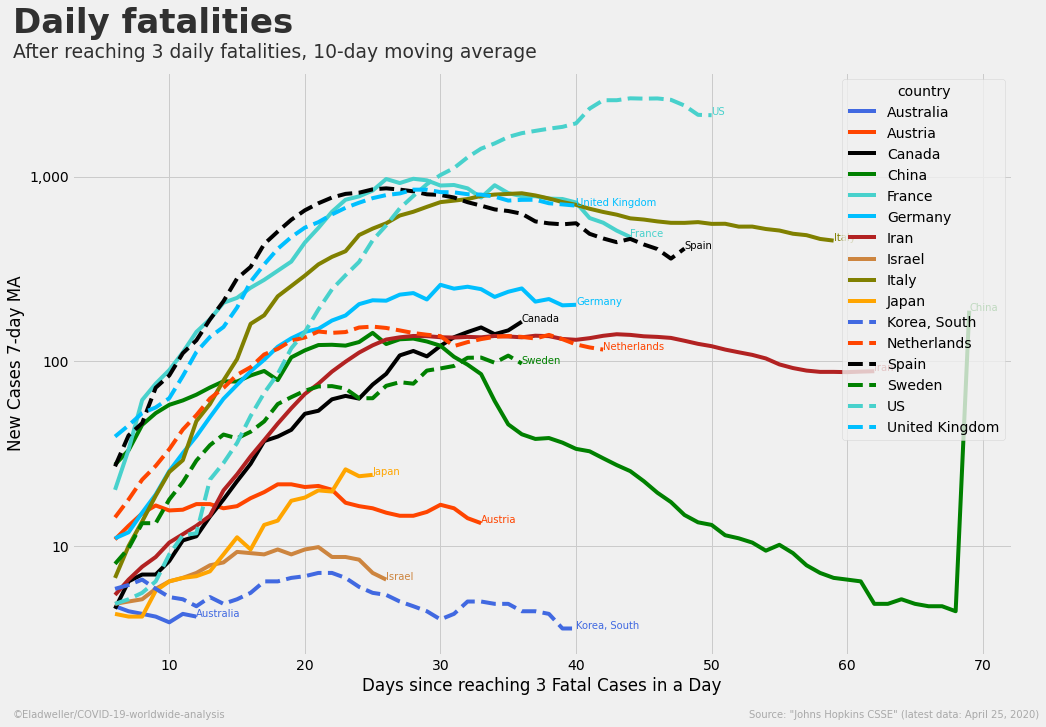 Daily fatalities
After reaching 3 daily fatalities, 10-day moving average
New Cases 7-day MA
1,000
100
10
10
20
30
40
50
60
70
Days since reaching 3 Fatal Cases in a Day
country
Australia
Austria
Canada
China
France
Germany
Iran
Israel
Italy
Japan
Korea, South
Netherlands
Spain
Sweden
US
United Kingdom
US
United Kingdom
France
Spain
Italy
China
Germany
Canada
Netherlands
Sweden
Iran
Japan
Austria
Israel
Australia
Korea, South
©Eladweller/COVID-19-worldwide-analysis
Source: "Johns Hopkins CSSE" (latest data: April 25, 2020)